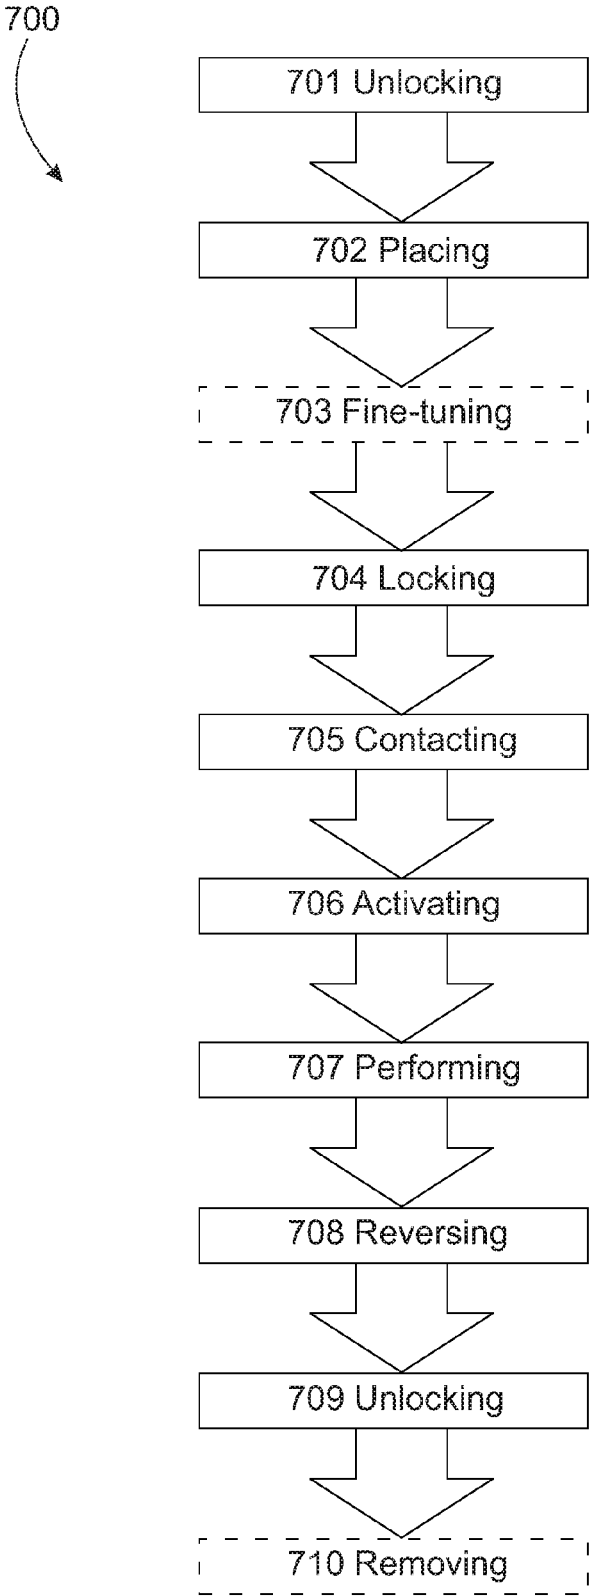 700
701 Unlocking
702 Placing
703 Fine-tuning
704 Locking
705 Contacting
706 Activating
707 Performing
708 Reversing
709 Unlocking
710 Removing